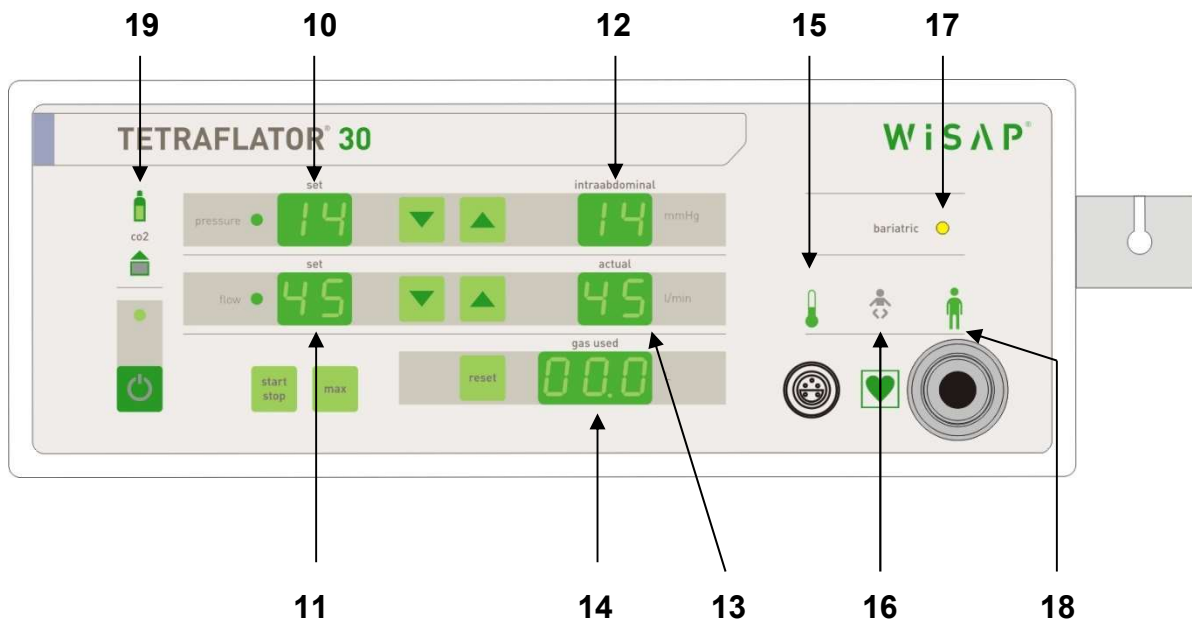 19 10 12 15 17
TETRAFLATOR® 30
WiSAP®
set intraabdominal
pressure 14 14 mmHg
bariatric
co2
set actual
flow 45 45 l/min
gas used
start stop max reset 00.0
11 14 13 16 18